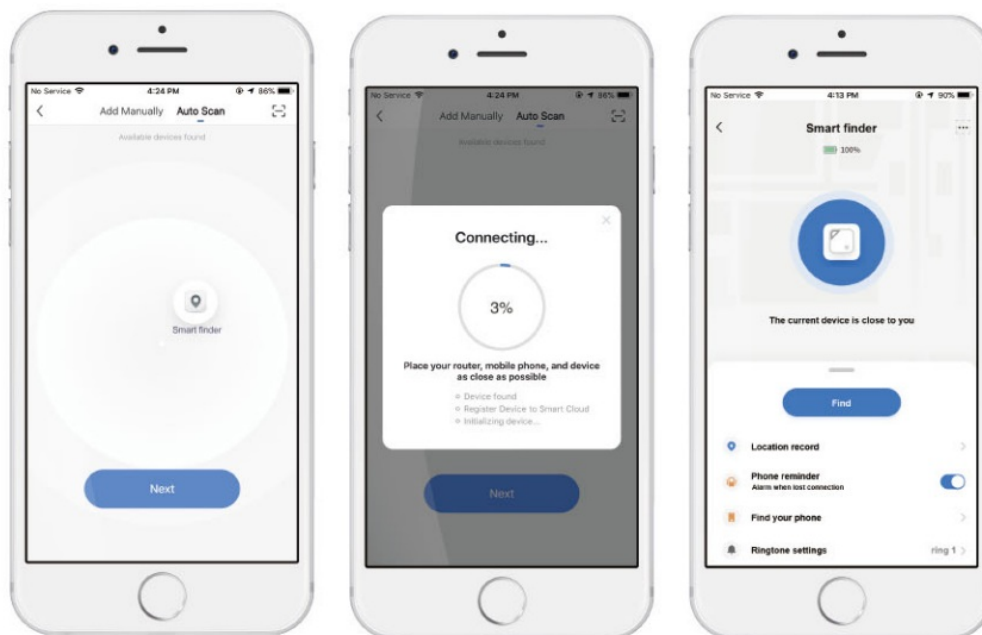 No Service 4:24 PM 86%
Add Manually Auto Scan
Available devices found
Smart finder
Next
No Service 4:24 PM 86%
Add Manually Auto Scan
Available devices found
Connecting...
3%
Place your router, mobile phone, and device
as close as possible
Device found
Register Device to Smart Cloud
Initializing device...
Next
No Service 4:13 PM 90%
Smart finder
100%
The current device is close to you
Find
Location record
Phone reminder
Alarm when lost connection
Find your phone
Ringtone settings ring 1